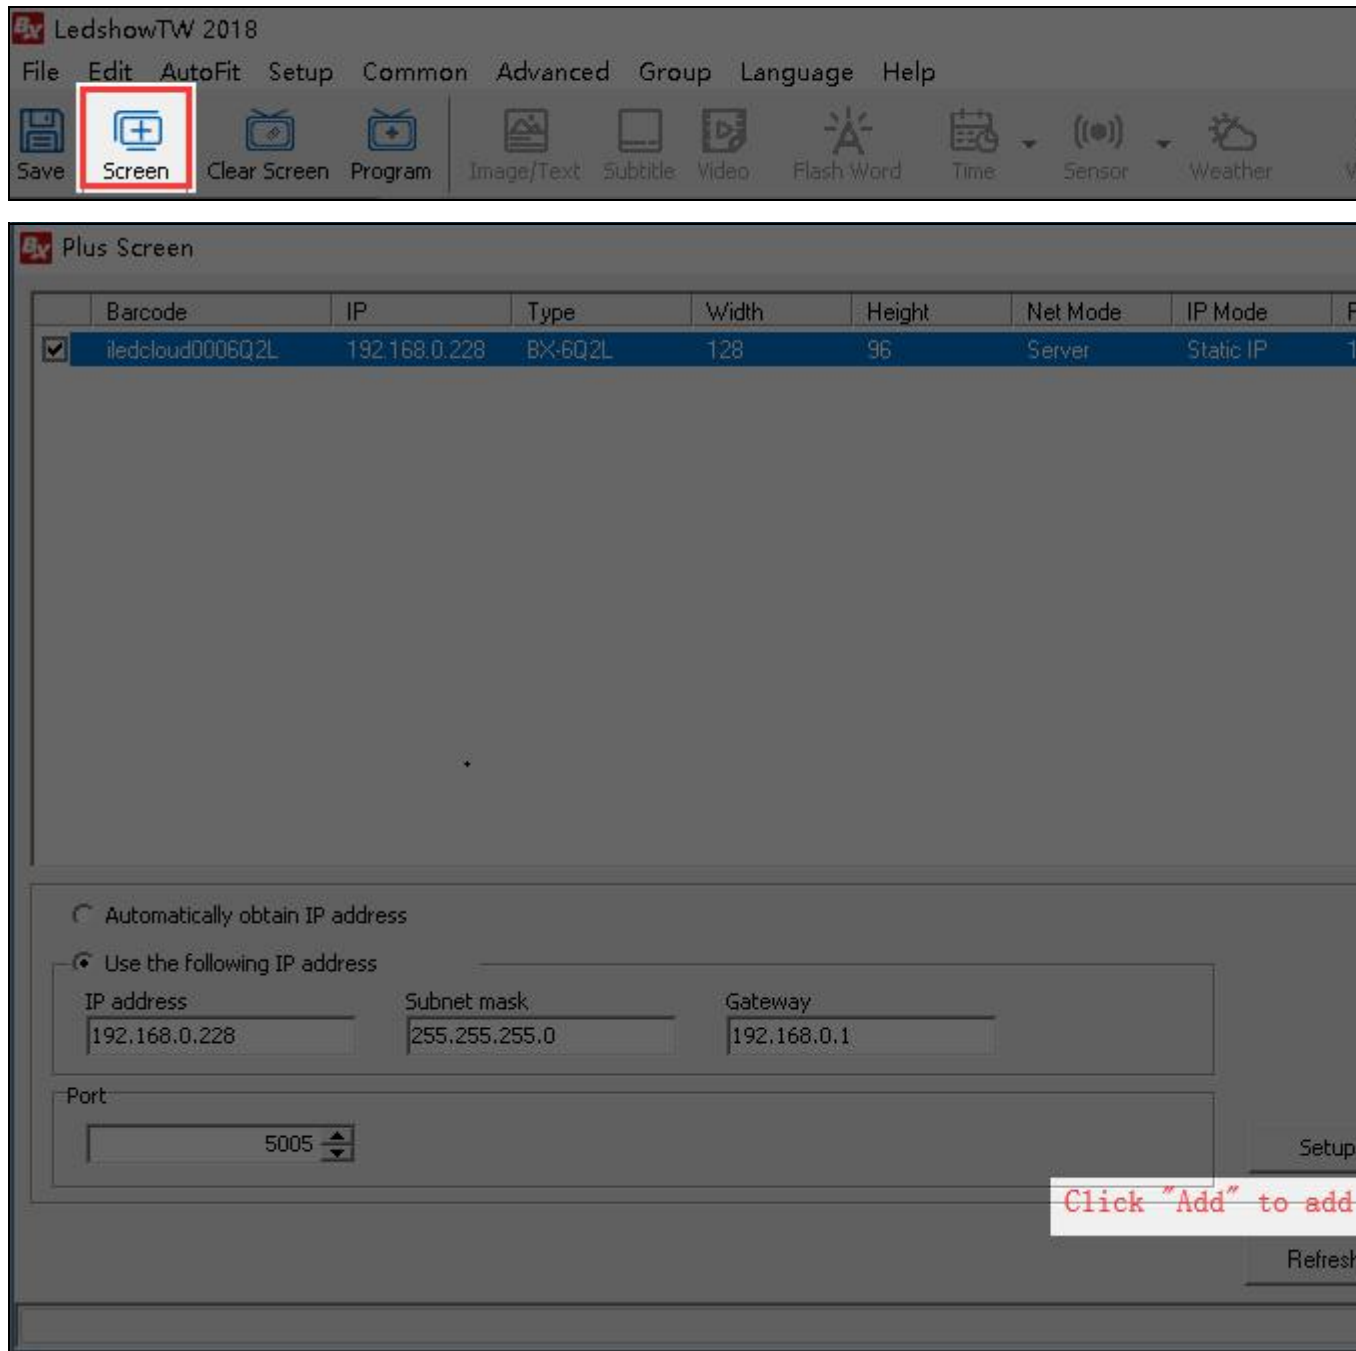 BX LedshowTW 2018
File Edit AutoFit Setup Common Advanced Group Language Help
Save Screen Clear Screen Program Image/Text Subtitle Video Flash Word Time Sensor Weather
BX Plus Screen
Barcode IP Type Width Height Net Mode IP Mode
iledcloud0006Q2L 192.168.0.228 BX-6Q2L 128 96 Server Static IP 1
Automatically obtain IP address
Use the following IP address
IP address Subnet mask Gateway
192.168.0.228 255.255.255.0 192.168.0.1
Port
5005
Setup
Click "Add" to add
Refresh